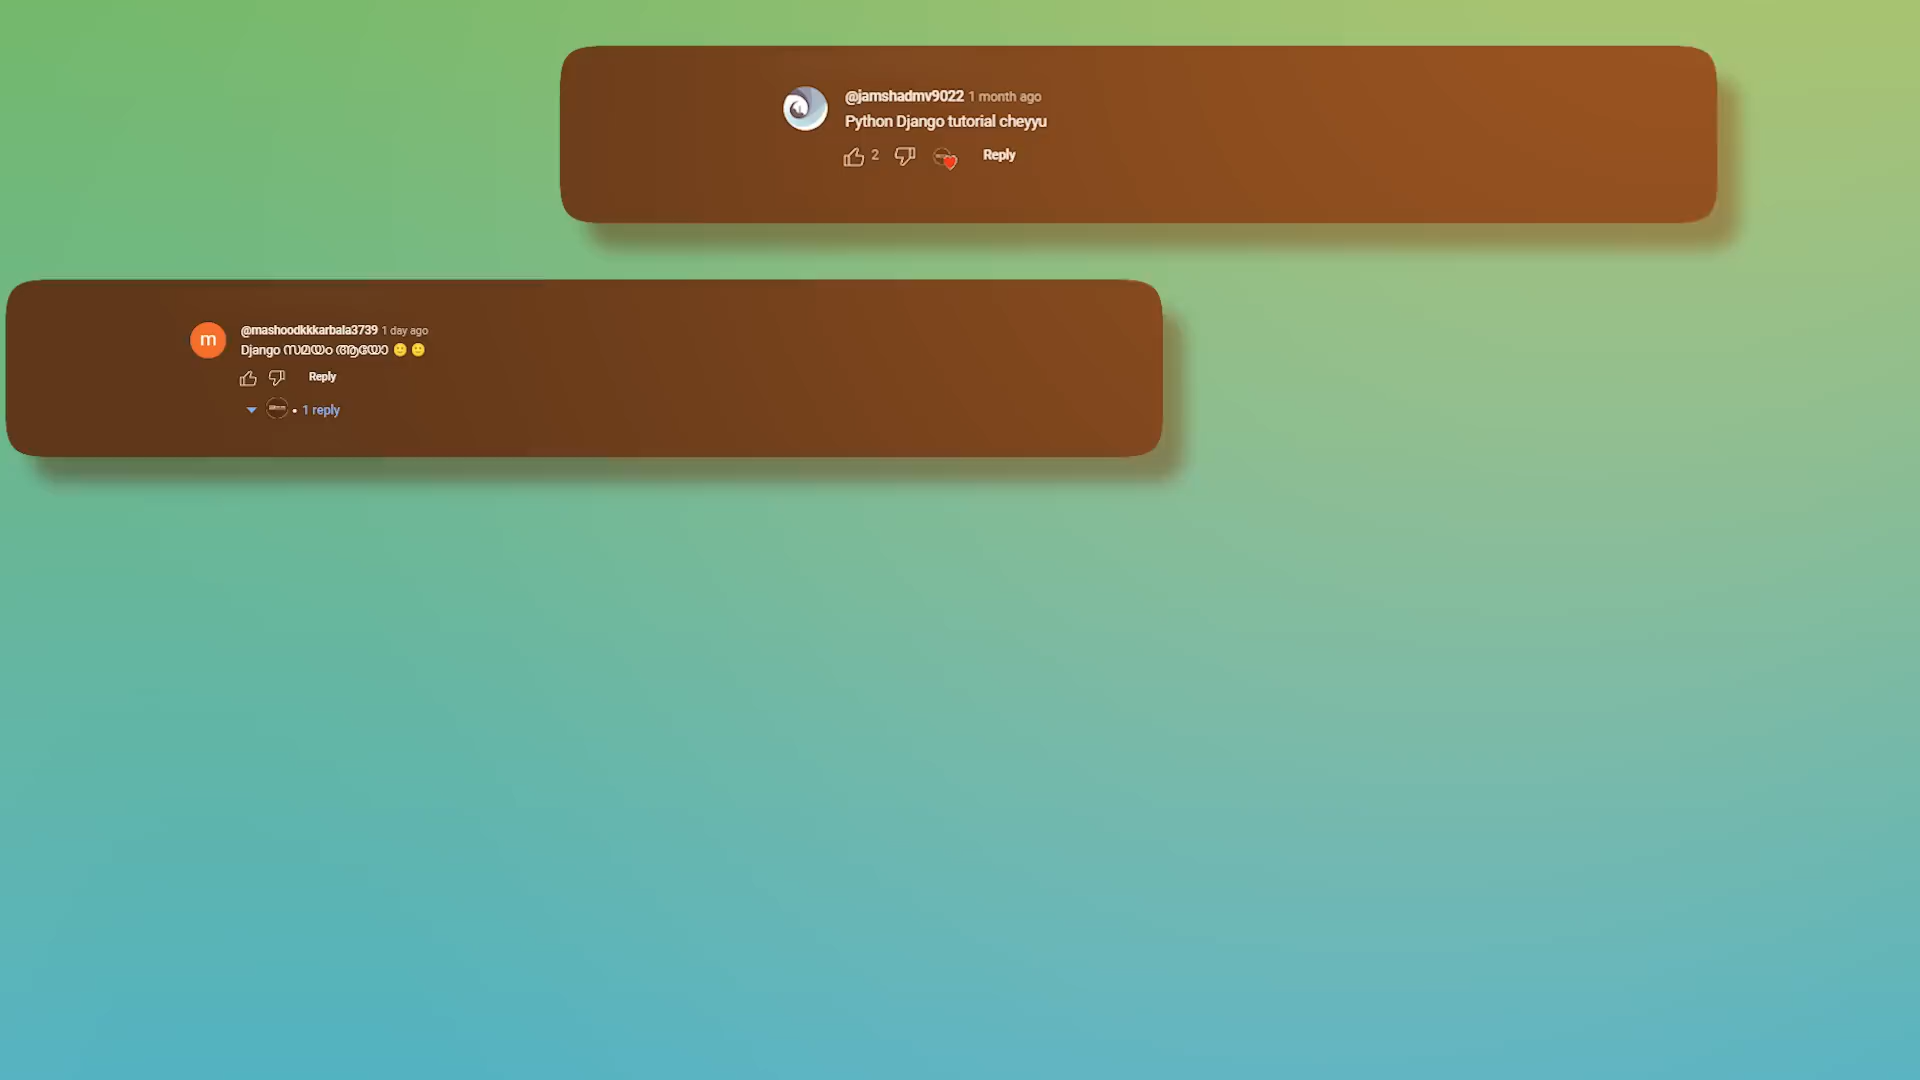 @jamshadmv9022 1 month ago
Python Django tutorial cheyyu
2 Reply
m
@mashoodkkkarbala3739 1 day ago
Django സമയം ആയോ 🙂 🙂
Reply
• 1 reply